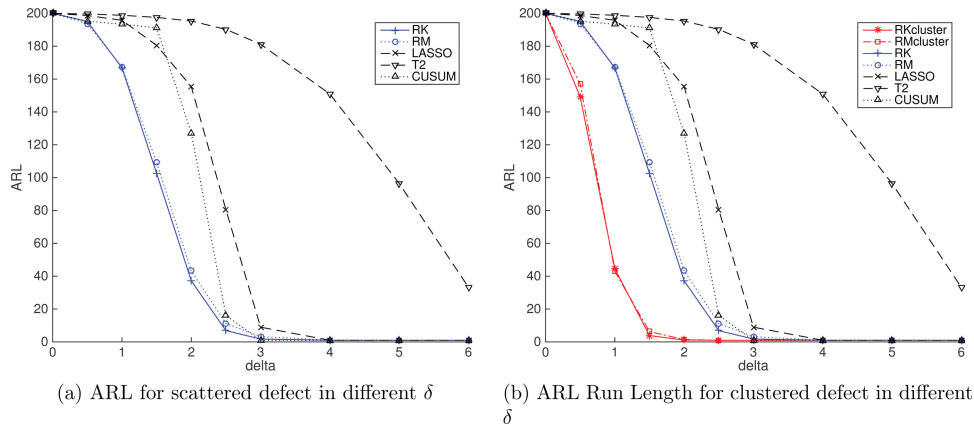 200
180
160
140
120
100
80
60
40
20
0
ARL
0 1 2 3 4 5 6
delta
RK
RM
LASSO
T2
CUSUM
(a) ARL for scattered defect in different δ
200
180
160
140
120
100
80
60
40
20
0
ARL
0 1 2 3 4 5 6
delta
RKcluster
RMcluster
RK
RM
LASSO
T2
CUSUM
(b) ARL Run Length for clustered defect in different
δ